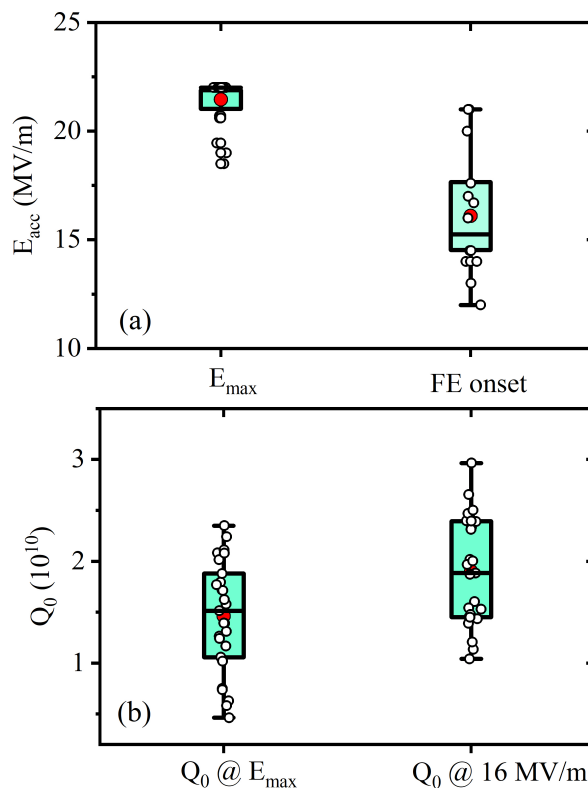 25
20
15
10
E_acc (MV/m)
(a)
E_max
FE onset
3
2
1
Q_0 (10^10)
(b)
Q_0 @ E_max
Q_0 @ 16 MV/m